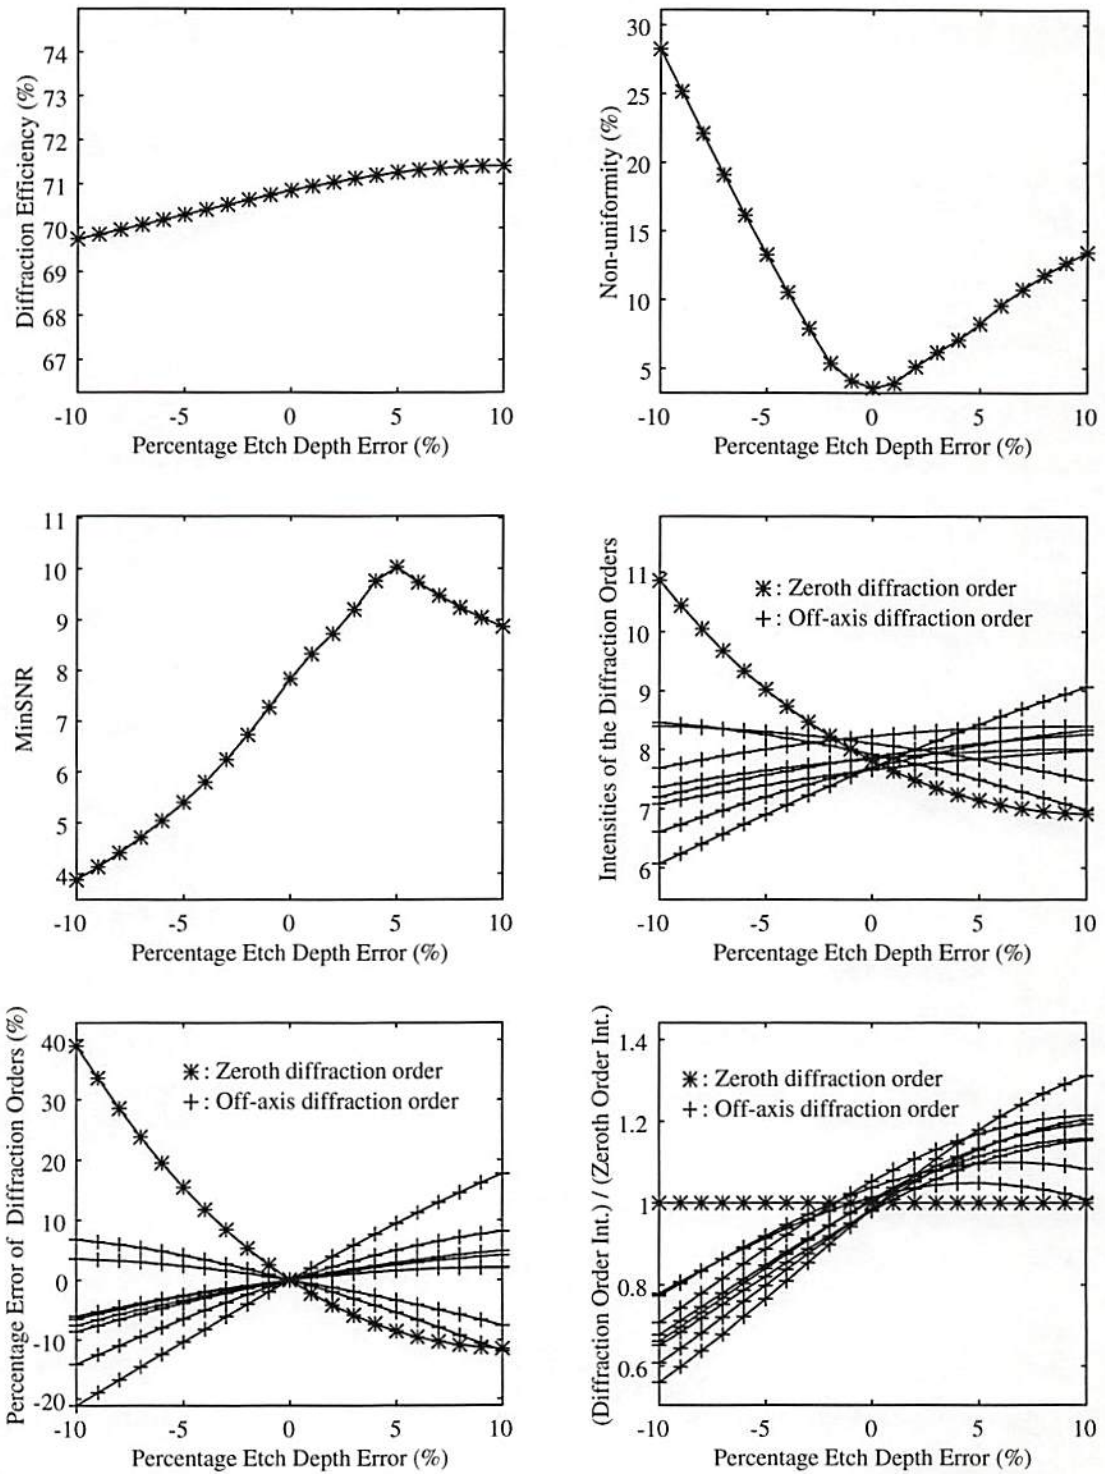 Diffraction Efficiency (%)
74
73
72
71
70
69
68
67
-10 -5 0 5 10
Percentage Etch Depth Error (%)
Non-uniformity (%)
30
25
20
15
10
5
-10 -5 0 5 10
Percentage Etch Depth Error (%)
MinSNR
11
10
9
8
7
6
5
4
-10 -5 0 5 10
Percentage Etch Depth Error (%)
Intensities of the Diffraction Orders
11
10
9
8
7
6
: Zeroth diffraction order
: Off-axis diffraction order
-10 -5 0 5 10
Percentage Etch Depth Error (%)
Percentage Error of Diffraction Orders (%)
40
30
20
10
0
-10
-20
: Zeroth diffraction order
: Off-axis diffraction order
-10 -5 0 5 10
Percentage Etch Depth Error (%)
(Diffraction Order Int.) / (Zeroth Order Int.)
1.4
1.2
1
0.8
0.6
: Zeroth diffraction order
: Off-axis diffraction order
-10 -5 0 5 10
Percentage Etch Depth Error (%)